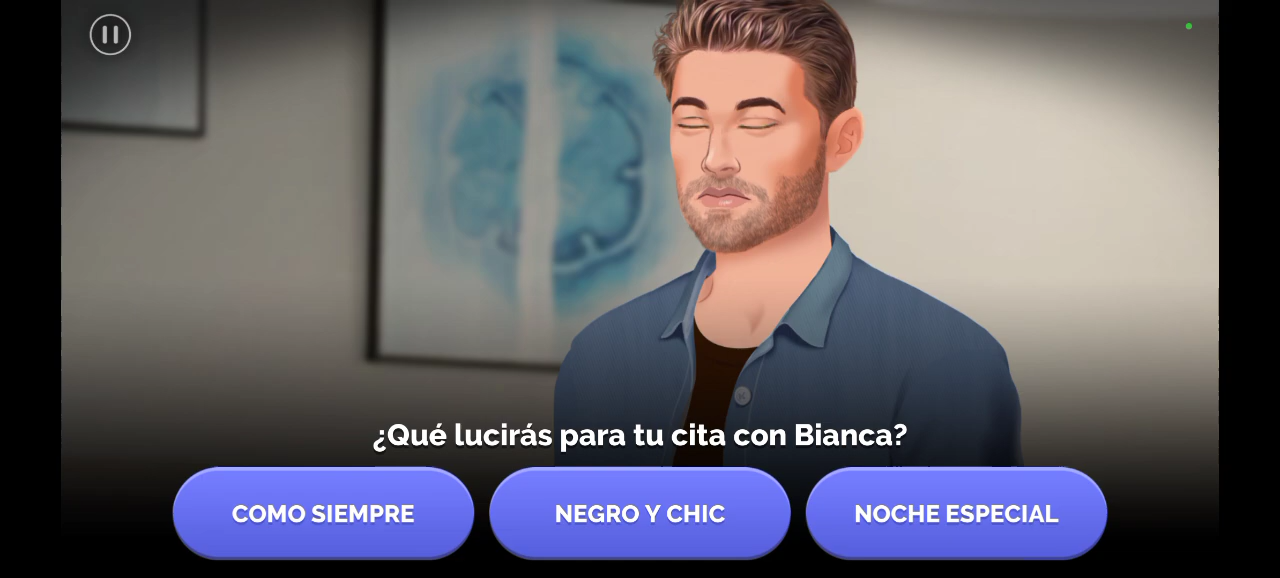 ¿Qué lucirás para tu cita con Bianca?
COMO SIEMPRE
NEGRO Y CHIC
NOCHE ESPECIAL